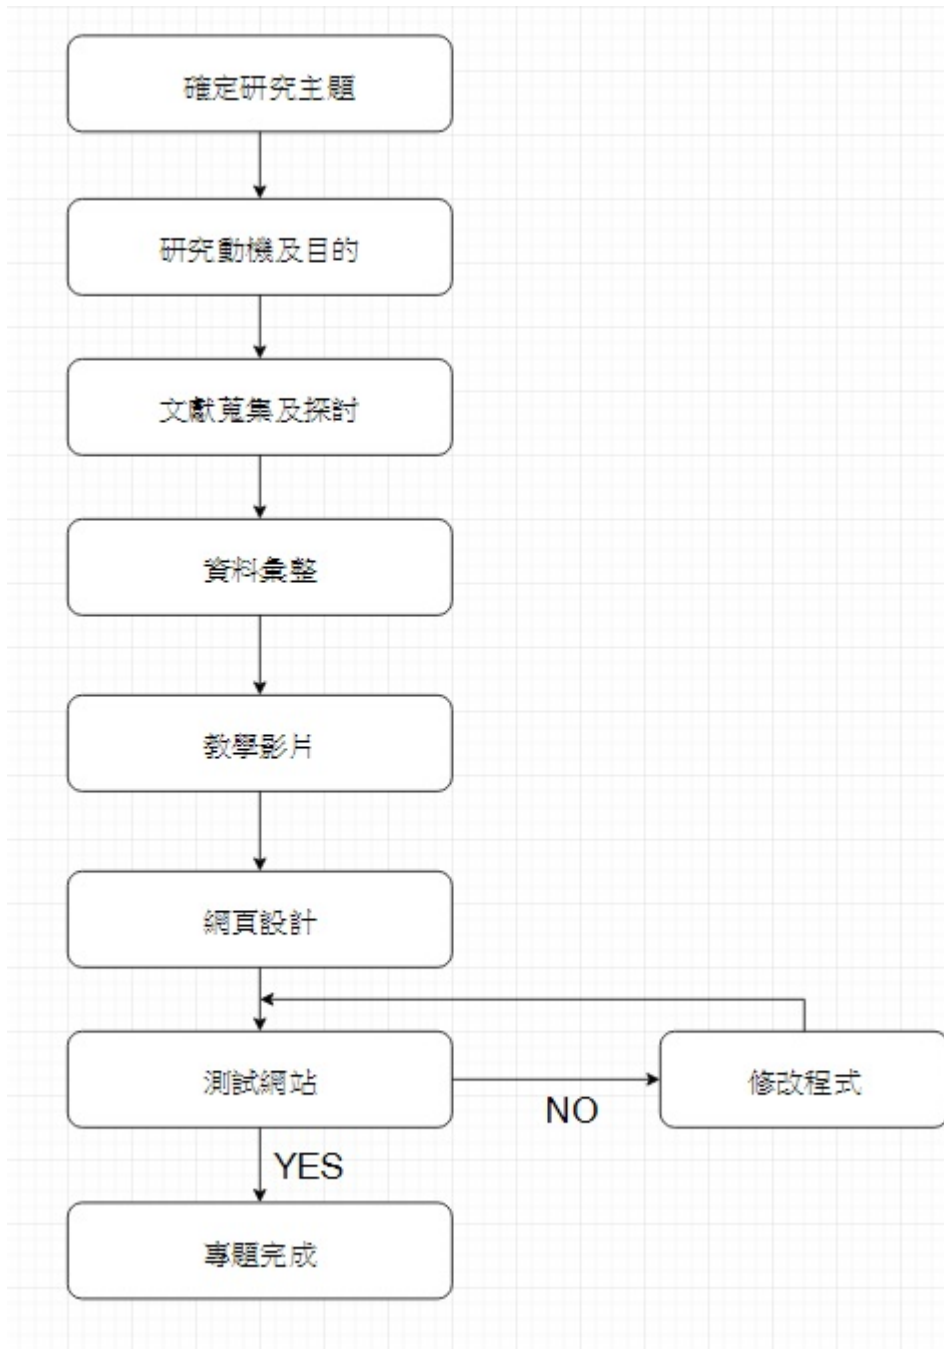 確定研究主題
研究動機及目的
文獻蒐集及探討
資料彙整
教學影片
網頁設計
測試網站
修改程式
NO
YES
專題完成